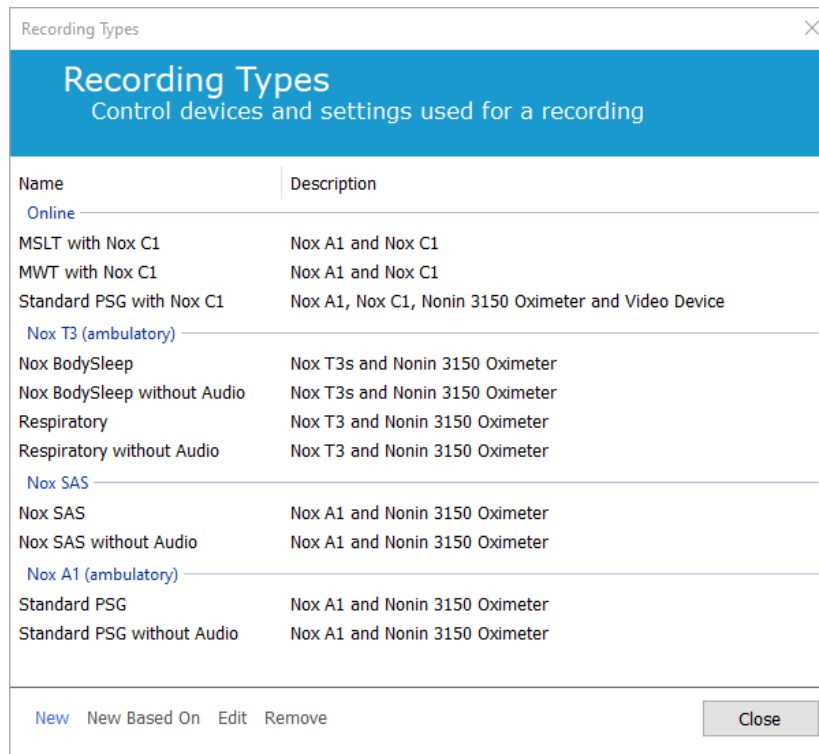 Recording Types
Recording Types
Control devices and settings used for a recording
Name Description
Online
MSLT with Nox C1 Nox A1 and Nox C1
MWT with Nox C1 Nox A1 and Nox C1
Standard PSG with Nox C1 Nox A1, Nox C1, Nonin 3150 Oximeter and Video Device
Nox T3 (ambulatory)
Nox BodySleep Nox T3s and Nonin 3150 Oximeter
Nox BodySleep without Audio Nox T3s and Nonin 3150 Oximeter
Respiratory Nox T3 and Nonin 3150 Oximeter
Respiratory without Audio Nox T3 and Nonin 3150 Oximeter
Nox SAS
Nox SAS Nox A1 and Nonin 3150 Oximeter
Nox SAS without Audio Nox A1 and Nonin 3150 Oximeter
Nox A1 (ambulatory)
Standard PSG Nox A1 and Nonin 3150 Oximeter
Standard PSG without Audio Nox A1 and Nonin 3150 Oximeter
New New Based On Edit Remove Close